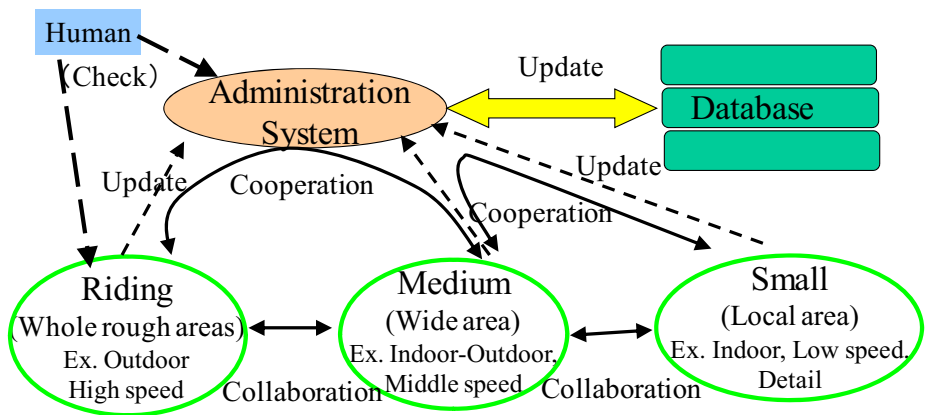 Human
（Check）
Update
Administration
System
Database
Update
Cooperation
Update
Cooperation
Riding
(Whole rough areas)
Ex. Outdoor
High speed
Medium
(Wide area)
Ex. Indoor-Outdoor,
Middle speed
Small
(Local area)
Ex. Indoor, Low speed.
Detail
Collaboration
Collaboration